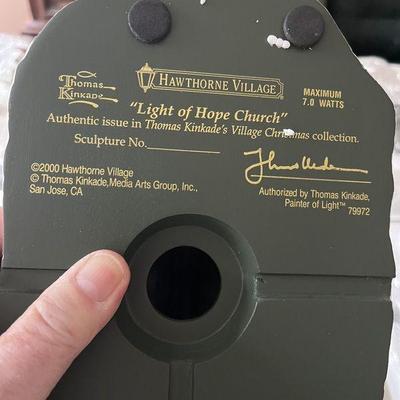 Thomas
Kinkade
HAWTHORNE VILLAGE
MAXIMUM
7.0 WATTS
"Light of Hope Church"
Authentic issue in Thomas Kinkade's Village Christmas collection.
Sculpture No.
©2000 Hawthorne Village
© Thomas Kinkade,Media Arts Group, Inc.,
San Jose, CA
Authorized by Thomas Kinkade,
Painter of Light™
79972